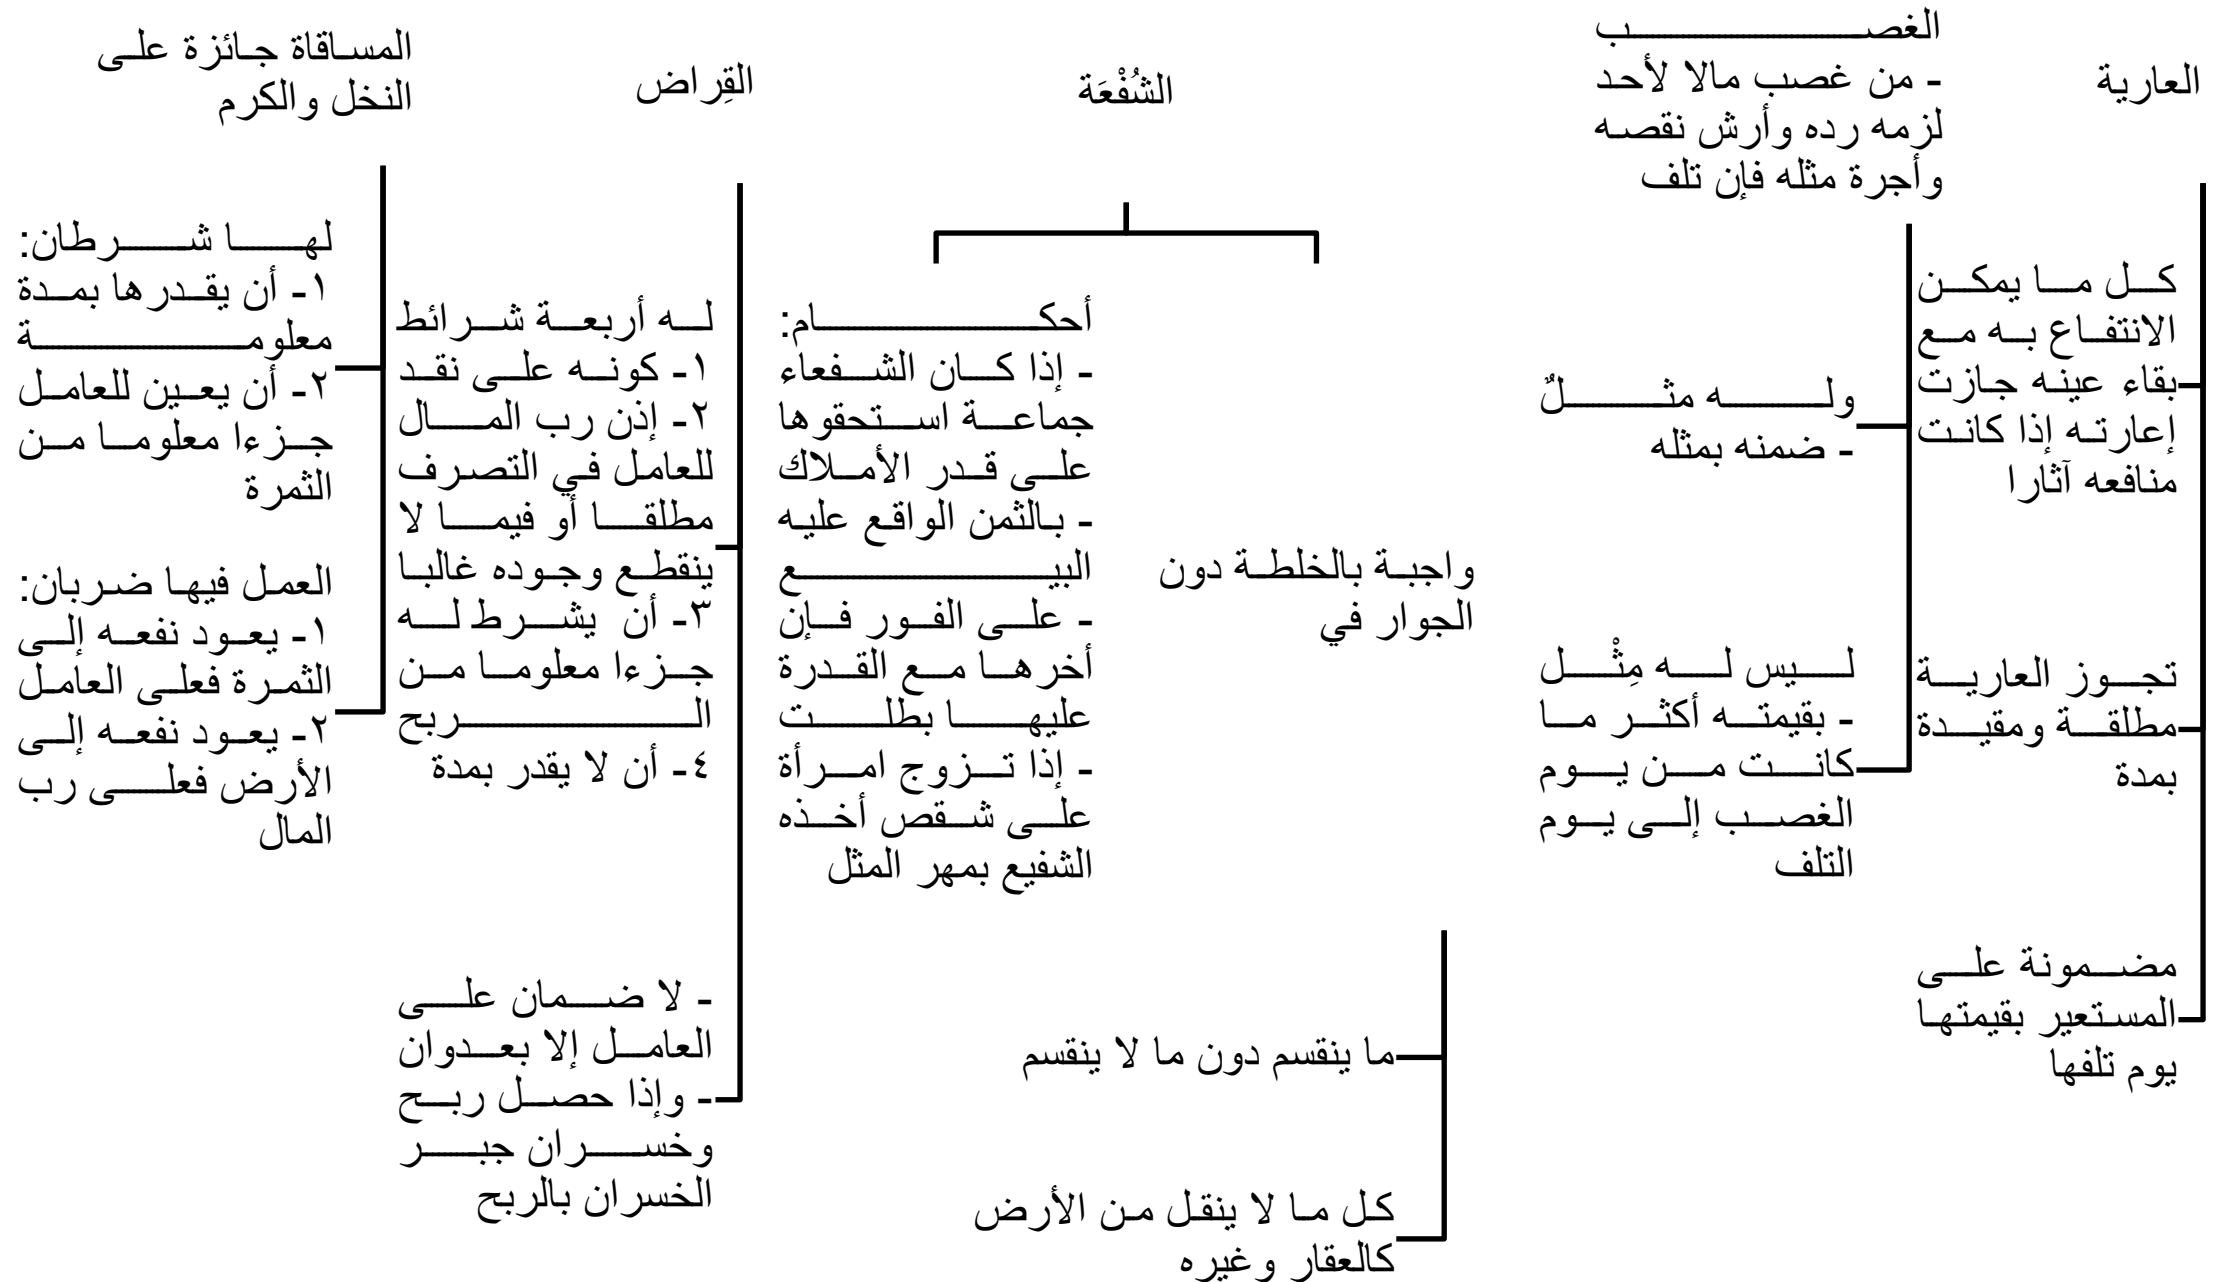 العارية
كل ما يمكن
الانتفاع به مع
بقاء عينه جازت
إعارته إذا كانت
منافعه آثارا
تجوز العارية
مطلقة ومقيدة
بمدة
مضمونة على
المستعير بقيمتها
يوم تلفها
الغصب
- من غصب مالا لأحد
لزمه رده وأرش نقصه
وأجرة مثله فإن تلف
وله مثلٌ
- ضمنه بمثله
ليس له مِثْل
- بقيمته أكثر ما
كانت من يوم
الغصب إلى يوم
التلف
الشُفْعَة
واجبة بالخلطة دون
الجوار في
ما ينقسم دون ما لا ينقسم
كل ما لا ينقل من الأرض
كالعقار وغيره
أحكام:
- إذا كان الشفعاء
جماعة استحقوها
على قدر الأملاك
- بالثمن الواقع عليه
البيع
- على الفور فإن
أخرها مع القدرة
عليها بطلت
- إذا تزوج امرأة
على شقص أخذه
الشفيع بمهر المثل
القِراض
له أربعة شرائط
١- كونه على نقد
٢- إذن رب المال
للعامل في التصرف
مطلقا أو فيما لا
ينقطع وجوده غالبا
٣- أن يشرط له
جزءا معلوما من
الربح
٤- أن لا يقدر بمدة
- لا ضمان على
العامل إلا بعدوان
- وإذا حصل ربح
وخسران جبر
الخسران بالربح
المساقاة جائزة على
النخل والكرم
لها شرطان:
١- أن يقدرها بمدة
معلومة
٢- أن يعين للعامل
جزءا معلوما من
الثمرة
العمل فيها ضربان:
١- يعود نفعه إلى
الثمرة فعلى العامل
٢- يعود نفعه إلى
الأرض فعلى رب
المال